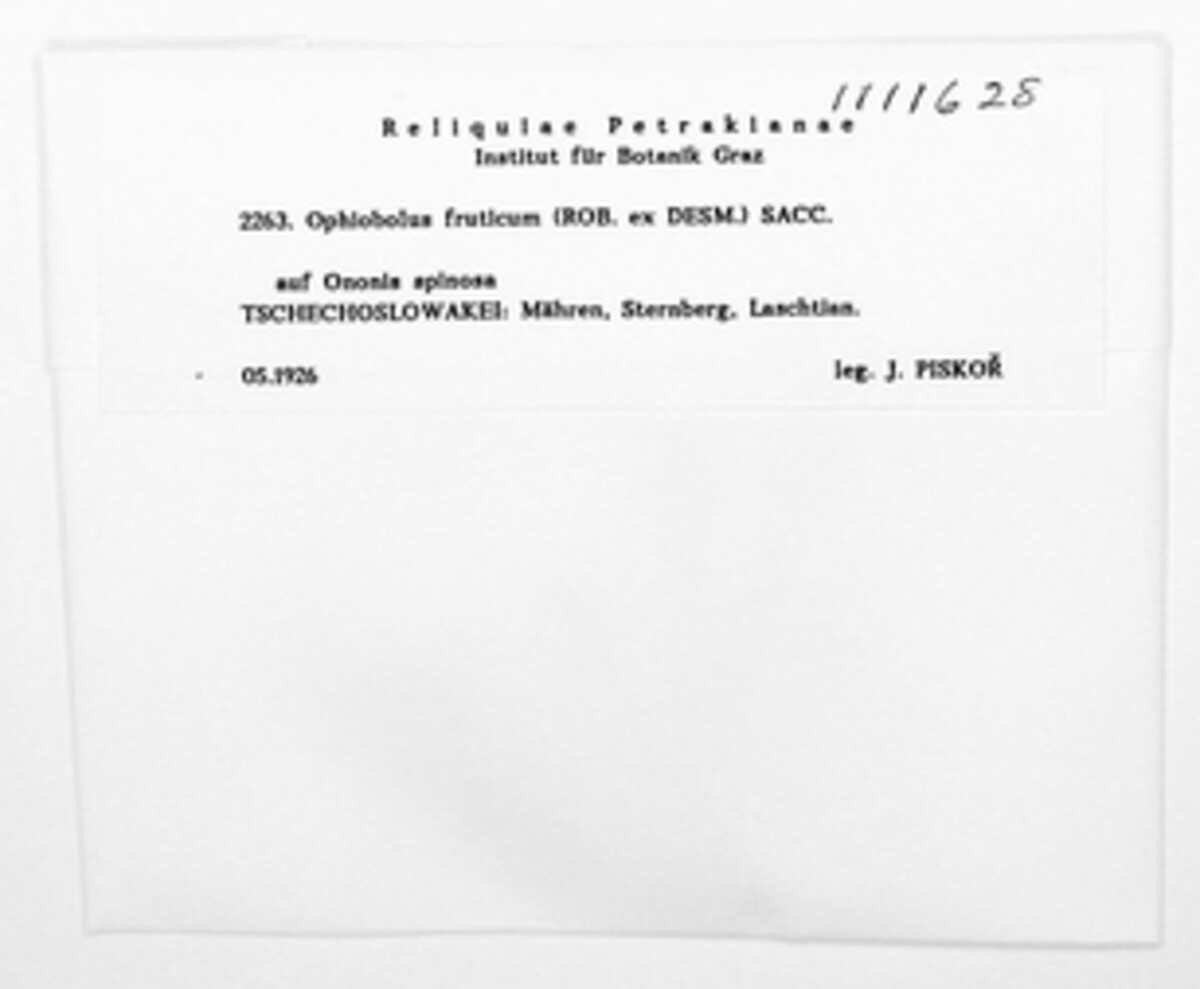 1111628
Reliquiae Petrakianae
Institut für Botanik Graz
2263. Ophiobolus fruticum (ROB. ex DESM.) SACC.
auf Ononis spinosa
TSCHECHOSLOWAKEI: Mähren, Sternberg, Laschtian.
05.1926
leg. J. PISKOŘ